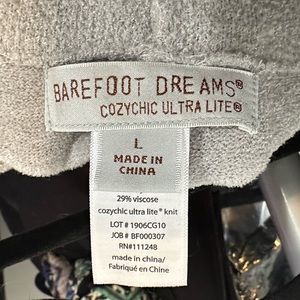 BAREFOOT DREAMS®
COZYCHIC ULTRA LITE®
L
MADE IN
CHINA
29% viscose
cozychic ultra lite® knit
LOT # 1906CG10
JOB # BF000307
RN#111248
made in china/
Fabriqué en Chine